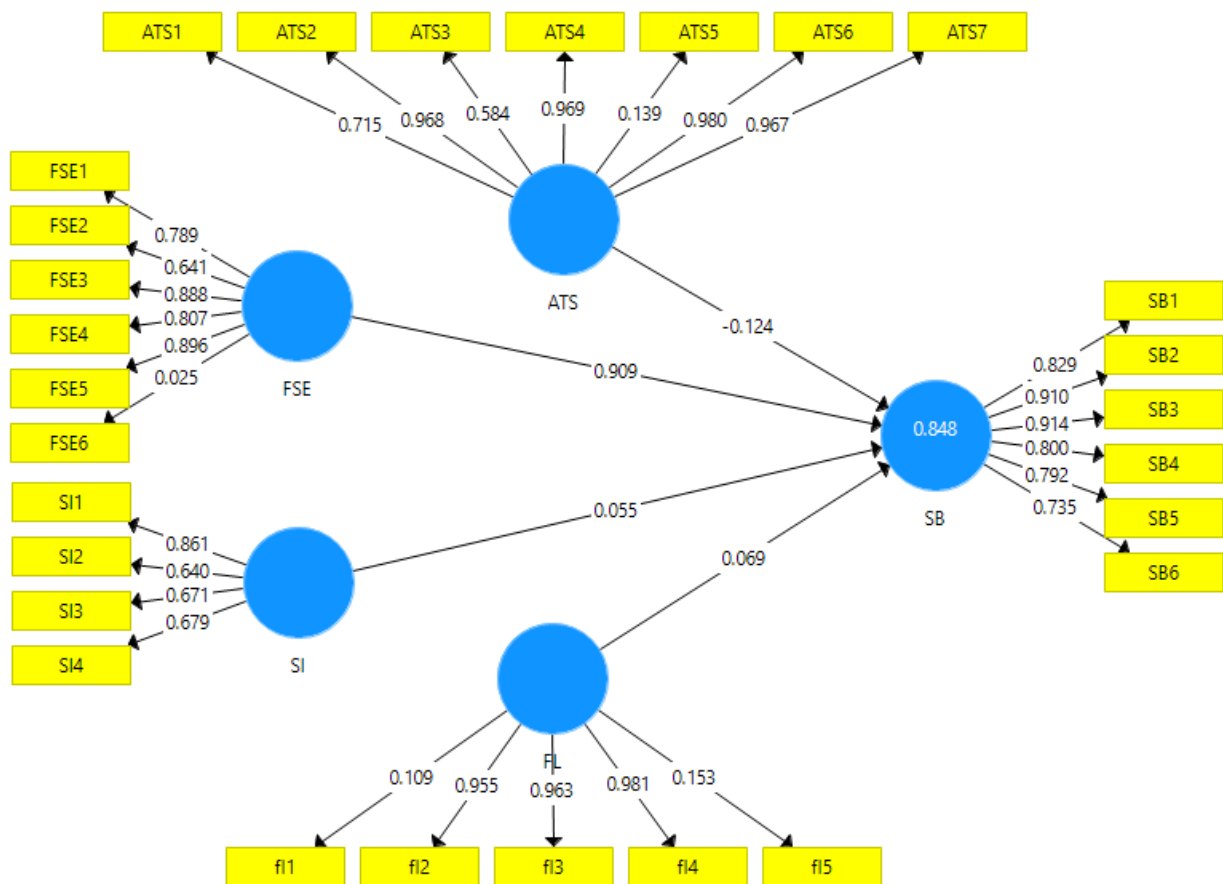 ATS1 ATS2 ATS3 ATS4 ATS5 ATS6 ATS7
0.715 0.968 0.584 0.969 0.139 0.980 0.967
ATS
FSE1
FSE2
FSE3
FSE4
FSE5
FSE6
0.789
0.641
0.888
0.807
0.896
0.025
FSE
-0.124
0.909
0.055
0.069
SI1
SI2
SI3
SI4
0.861
0.640
0.671
0.679
SI
0.848
SB
0.829
0.910
0.914
0.800
0.792
0.735
SB1
SB2
SB3
SB4
SB5
SB6
FL
0.109 0.955 0.963 0.981 0.153
fl1 fl2 fl3 fl4 fl5